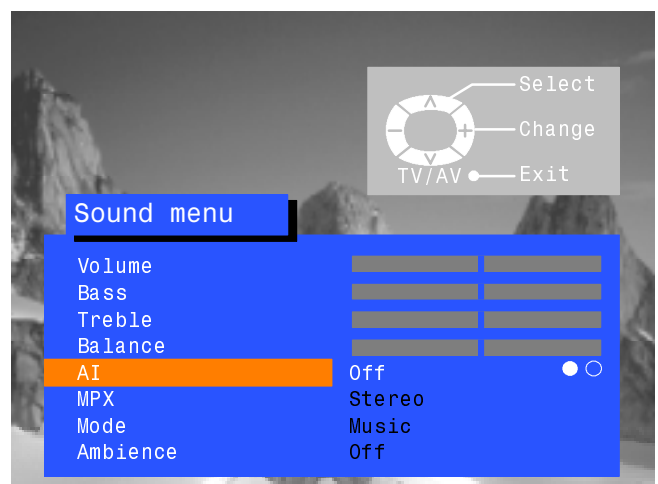 Select
Change
TV/AV Exit
Sound menu
Volume
Bass
Treble
Balance
AI Off
MPX Stereo
Mode Music
Ambience Off